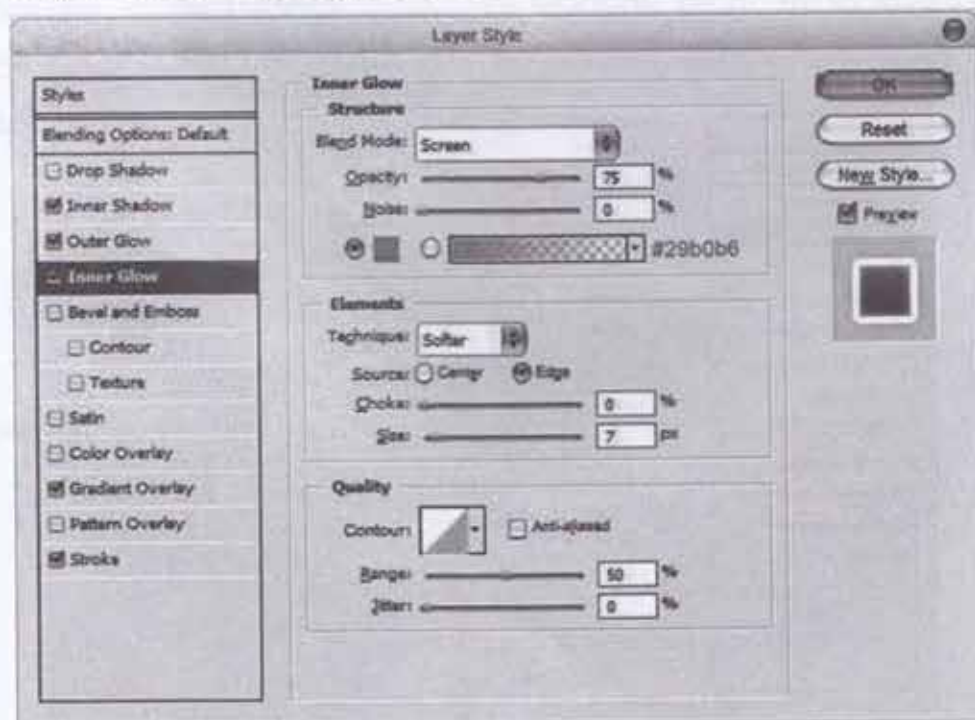 Layer Style
Styles
Blending Options: Default
Drop Shadow
Inner Shadow
Outer Glow
Inner Glow
Bevel and Emboss
Contour
Texture
Satin
Color Overlay
Gradient Overlay
Pattern Overlay
Stroke
Inner Glow
Structure
Blend Mode: Screen
Opacity: 75 %
Noise: 0 %
#29b0b6
Elements
Technique: Softer
Source: Center Edge
Choke: 0 %
Size: 7 px
Quality
Contour: Anti-aliased
Range: 50 %
Jitter: 0 %
OK
Reset
New Style...
Preview